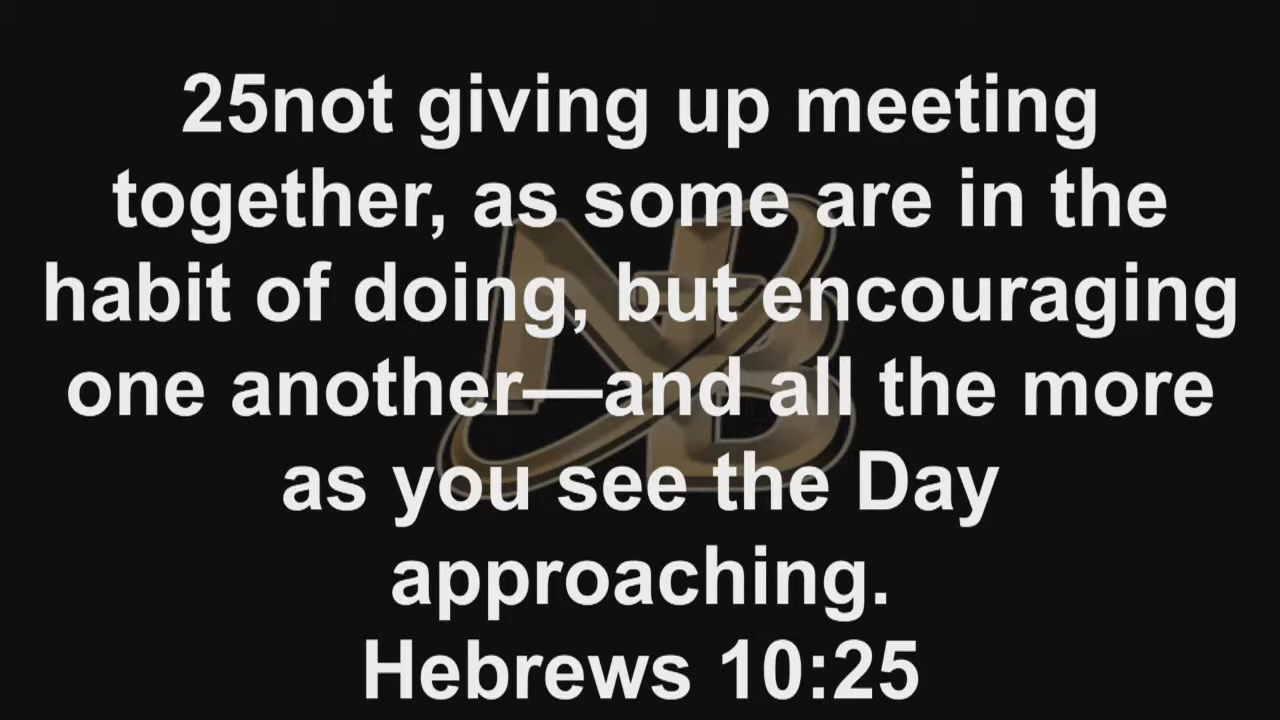 25not giving up meeting
together, as some are in the
habit of doing, but encouraging
one another—and all the more
as you see the Day
approaching.
Hebrews 10:25